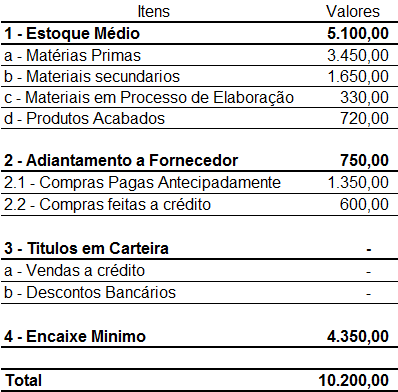 Itens Valores
1 - Estoque Médio 5.100,00
a - Matérias Primas 3.450,00
b - Materiais secundarios 1.650,00
c - Materiais em Processo de Elaboração 330,00
d - Produtos Acabados 720,00
2 - Adiantamento a Fornecedor 750,00
2.1 - Compras Pagas Antecipadamente 1.350,00
2.2 - Compras feitas a crédito 600,00
3 - Titulos em Carteira -
a - Vendas a crédito -
b - Descontos Bancários -
4 - Encaixe Minimo 4.350,00
Total 10.200,00